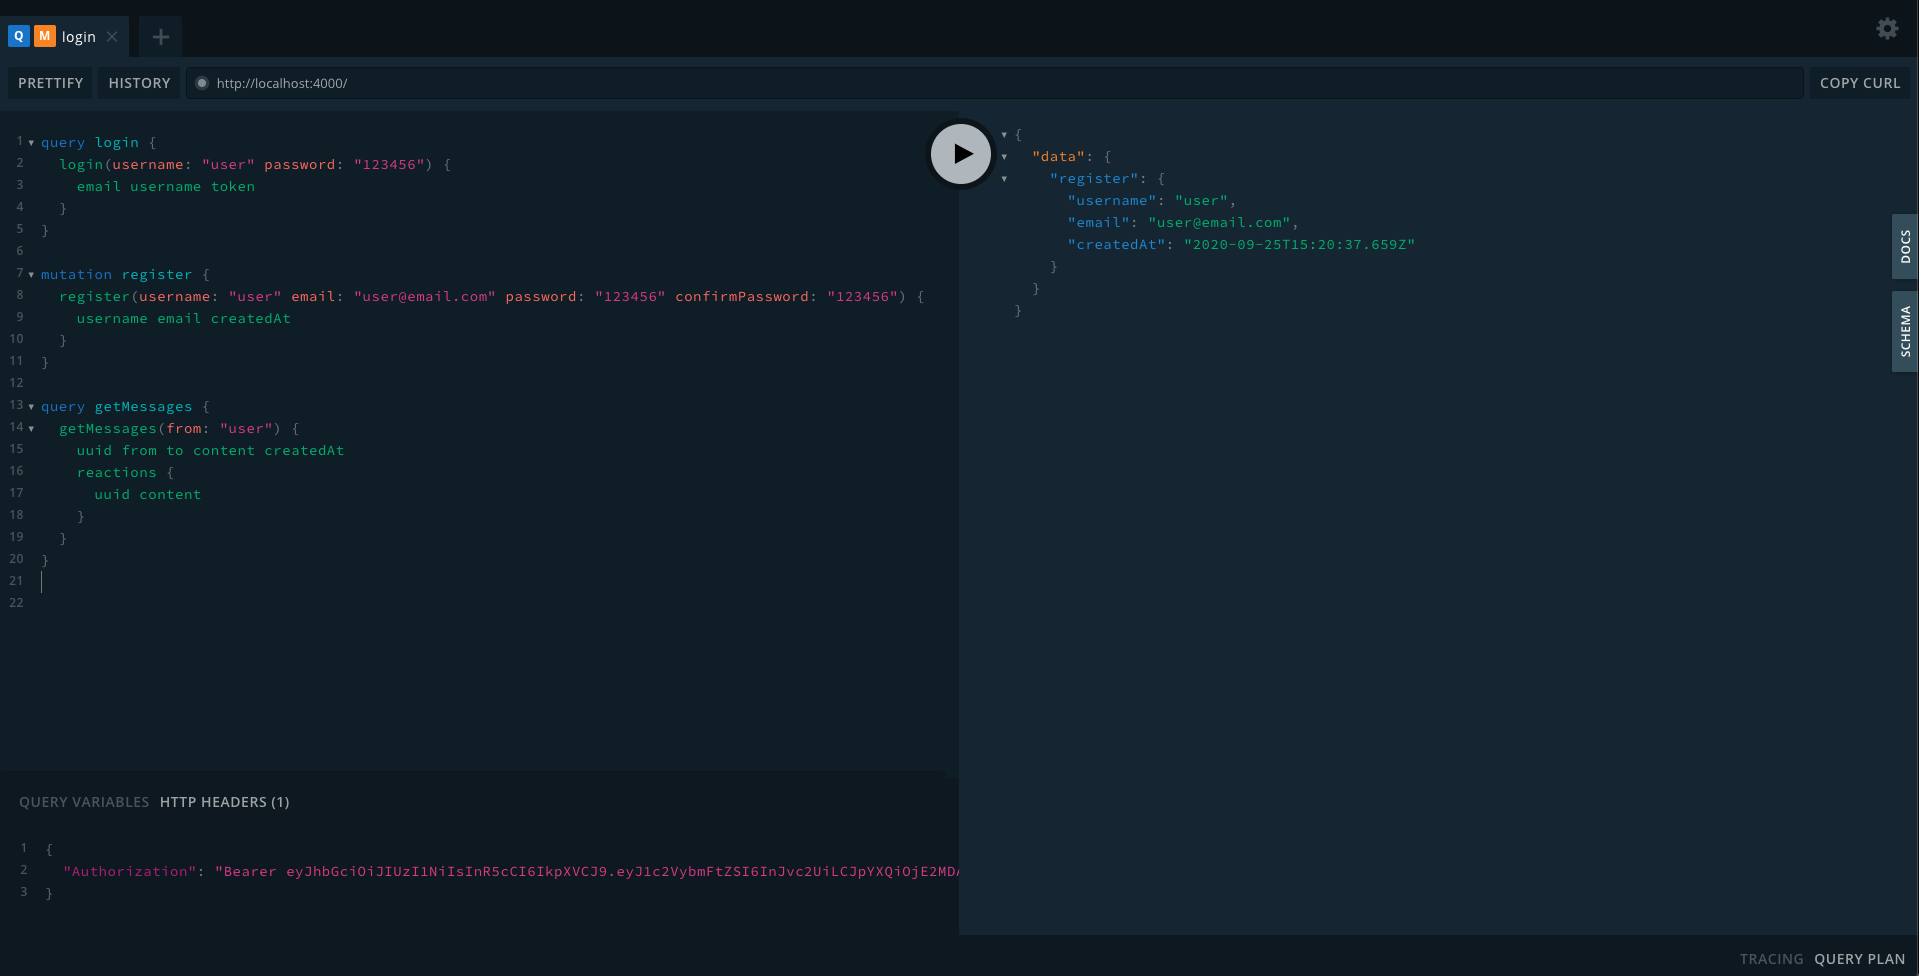 Q M login
PRETTIFY HISTORY http://localhost:4000/ COPY CURL
1 query login {
2 login(username: "user" password: "123456") {
3 email username token
4 }
5 }
6
7 mutation register {
8 register(username: "user" email: "user@email.com" password: "123456" confirmPassword: "123456") {
9 username email createdAt
10 }
11 }
12
13 query getMessages {
14 getMessages(from: "user") {
15 uuid from to content createdAt
16 reactions {
17 uuid content
18 }
19 }
20 }
21
22
{
"data": {
"register": {
"username": "user",
"email": "user@email.com",
"createdAt": "2020-09-25T15:20:37.659Z"
}
}
}
DOCS
SCHEMA
QUERY VARIABLES HTTP HEADERS (1)
1 {
2 "Authorization": "Bearer eyJhbGciOiJIUzI1NiIsInR5cCI6IkpXVCJ9.eyJ1c2VybmFtZSI6InJvc2UiLCJpYXQiOjE2MD
3 }
TRACING QUERY PLAN